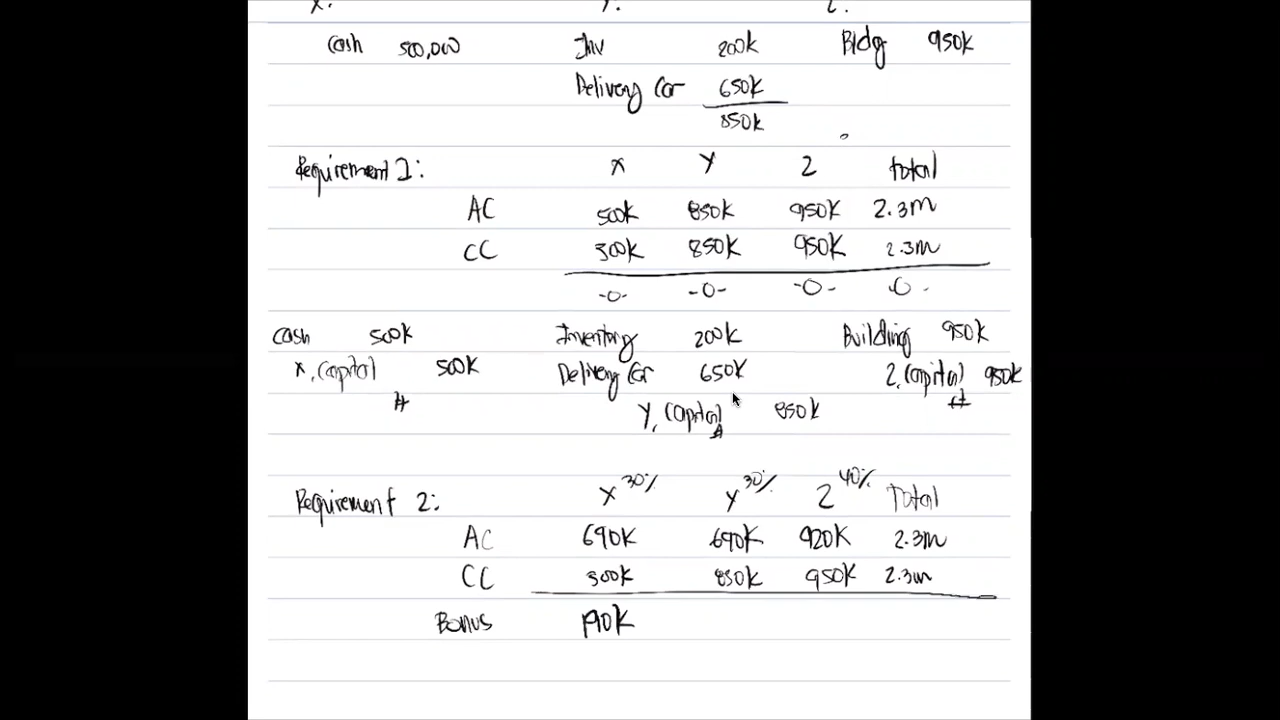 X: Y: Z:
Cash 500,000 Inv 200k Bldg 950k
Delivery Car 650k
850k
Requirement 1: X Y Z total
AC 500k 850k 950k 2.3m
CC 500k 850k 950k 2.3m
-0- -0- -0- -0-
Cash 500k Inventory 200k Building 950k
X, Capital 500k Delivery Car 650k Z, Capital 950k
Y, Capital 850k
Requirement 2: X 30% Y 30% Z 40% Total
AC 690k 690k 920k 2.3m
CC 500k 850k 950k 2.3m
Bonus 190k